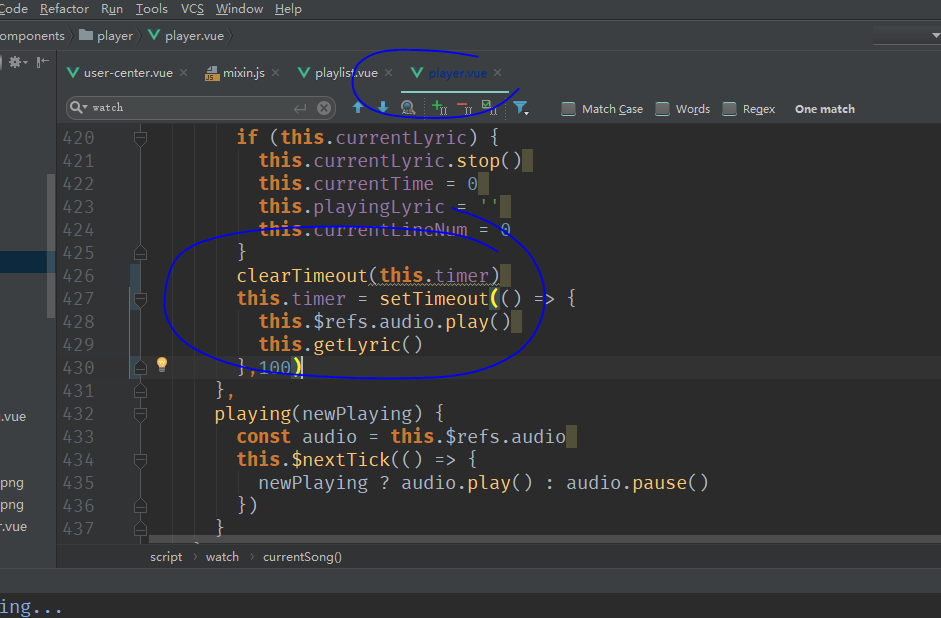 Code Refactor Run Tools VCS Window Help
omponents player player.vue
user-center.vue mixin.js playlist.vue player.vue
watch Match Case Words Regex One match
420 if (this.currentLyric) {
421 this.currentLyric.stop()
422 this.currentTime = 0
423 this.playingLyric = ''
424 this.currentLineNum = 0
425 }
426 clearTimeout(this.timer)
427 this.timer = setTimeout(() => {
428 this.$refs.audio.play()
429 this.getLyric()
430 },100)
431 },
432 playing(newPlaying) {
433 const audio = this.$refs.audio
434 this.$nextTick(() => {
435 newPlaying ? audio.play() : audio.pause()
436 })
437 }
.vue
png
png
r.vue
script watch currentSong()
ing...